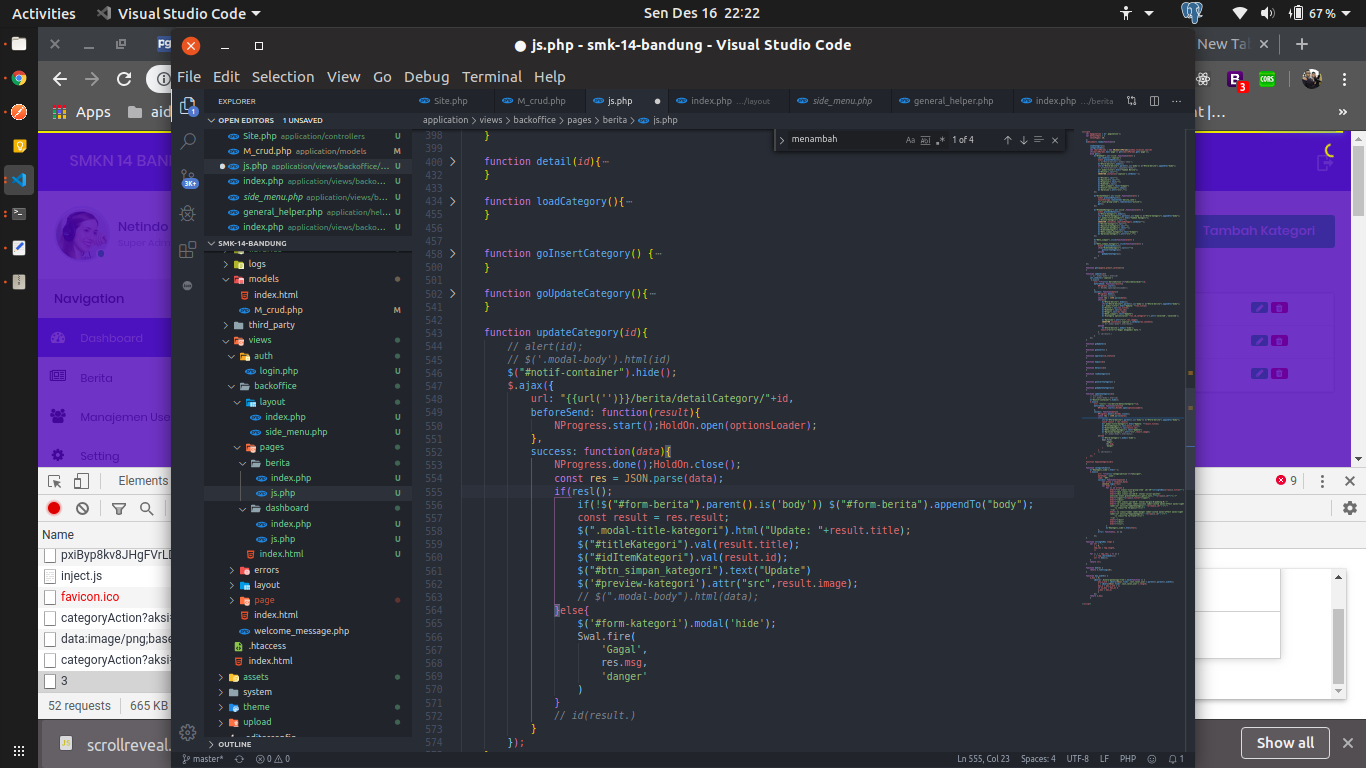 Activities Visual Studio Code Sen Des 16 22:22 67 %
js.php - smk-14-bandung - Visual Studio Code
New Tal
File Edit Selection View Go Debug Terminal Help
Apps aid
EXPLORER
Site.php M_crud.php js.php index.php .../layout side_menu.php general_helper.php index.php .../berita
OPEN EDITORS 1 UNSAVED
application > views > backoffice > pages > berita > js.php
Site.php application/controllers U
M_crud.php application/models M
js.php application/views/backoffice/... U
index.php application/views/backo... U
side_menu.php application/views/b... U
general_helper.php application/hel... U
index.php application/views/backo... U
menambah Aa 1 of 4
SMK-14-BANDUNG
logs
models
index.html
M_crud.php M
third_party
views
auth
login.php U
backoffice
layout
index.php U
side_menu.php U
pages
berita
index.php U
js.php U
dashboard
index.php U
js.php U
index.html U
errors
layout
page
index.html
welcome_message.php
.htaccess
index.html
assets
system
theme
upload
OUTLINE
398 }
399
400 function detail(id){
432 }
433
434 function loadCategory(){
455 }
456
457
458 function goInsertCategory() {
500 }
501
502 function goUpdateCategory(){
541 }
542
543 function updateCategory(id){
544 // alert(id);
545 // $('.modal-body').html(id)
546 $("#notif-container").hide();
547 $.ajax({
548 url: "{{url('')}}/berita/detailCategory/"+id,
549 beforeSend: function(result){
550 NProgress.start();HoldOn.open(optionsLoader);
551 },
552 success: function(data){
553 NProgress.done();HoldOn.close();
554 const res = JSON.parse(data);
555 if(resl();
556 if(!$("#form-berita").parent().is('body')) $("#form-berita").appendTo("body");
557 const result = res.result;
558 $(".modal-title-kategori").html("Update: "+result.title);
559 $("#titleKategori").val(result.title);
560 $("#idItemKategori").val(result.id);
561 $("#btn_simpan_kategori").text("Update")
562 $('#preview-kategori').attr("src",result.image);
563 // $(".modal-body").html(data);
564 }else{
565 $('#form-kategori').modal('hide');
566 Swal.fire(
567 'Gagal',
568 res.msg,
569 'danger'
570 )
571 }
572 // id(result.)
573 }
574 });
SMKN 14 BAN
Netindo
Super Adm
Navigation
Dashboard
Berita
Manajemen Use
Setting
Tambah Kategori
Elements
9
Name
pxiByp8kv8JHgFVrLD
inject.js
favicon.ico
categoryAction?aksi=
data:image/png;base
categoryAction?aksi=
3
52 requests 665 KB
scrollreveal.
Show all
3K+
master* 0 0 Ln 555, Col 23 Spaces: 4 UTF-8 LF PHP 1